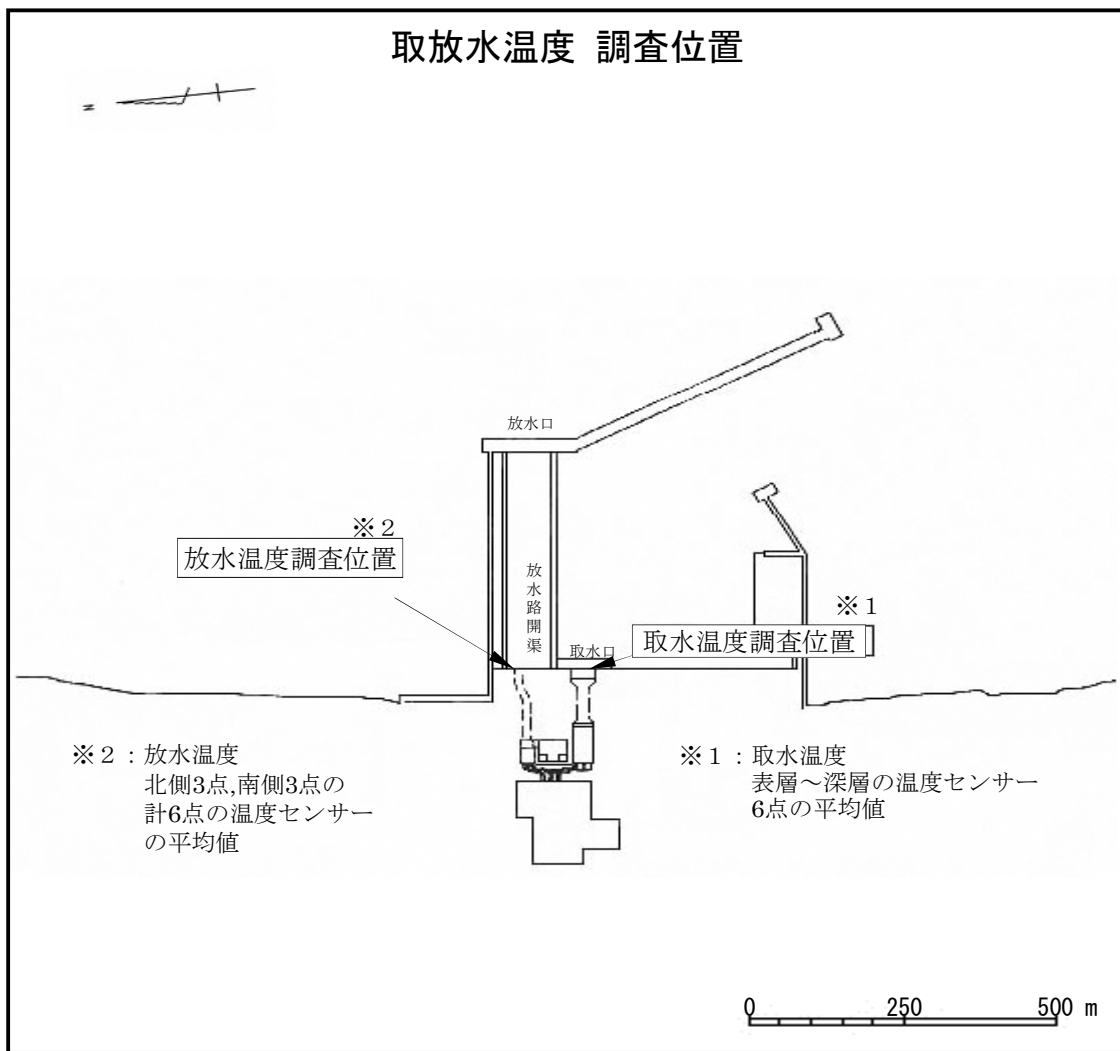 取放水温度 調査位置
N
放水口
※2
放水温度調査位置
放水路開渠
※1
取水温度調査位置
取水口
※2：放水温度
北側3点,南側3点の
計6点の温度センサー
の平均値
※1：取水温度
表層～深層の温度センサー
6点の平均値
0 250 500 m